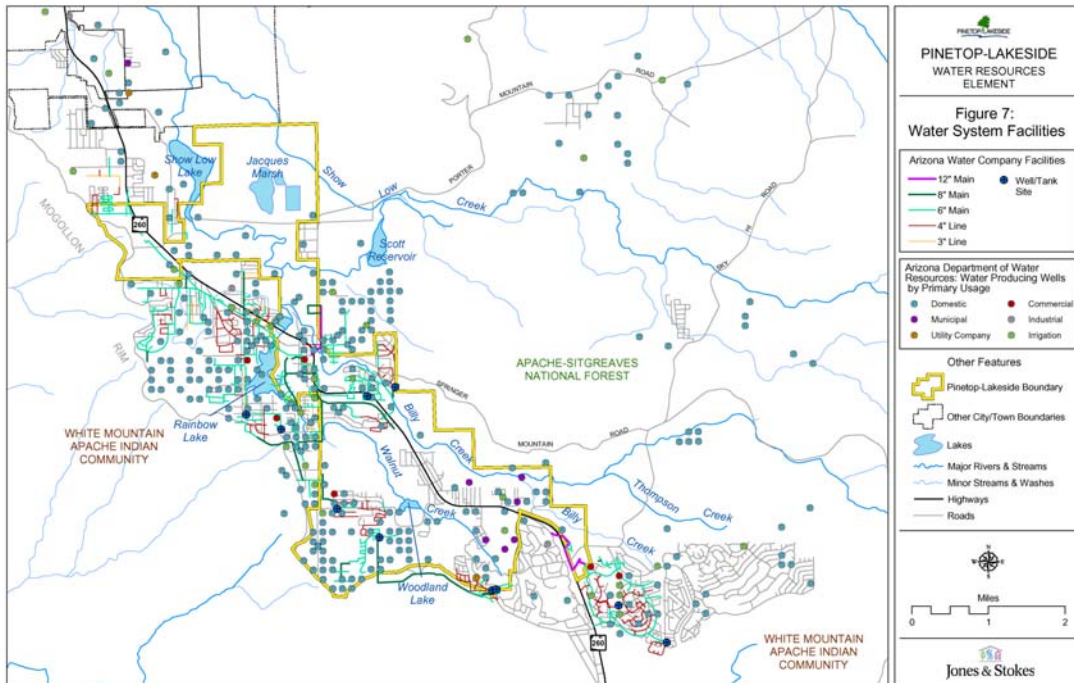 PORTER
MOUNTAIN
ROAD
Show Low
Lake
Jacques
Marsh
Show
Low
Creek
MOGOLLON
RIM
260
Scott
Reservoir
SKY
HI
ROAD
APACHE-SITGREAVES
NATIONAL FOREST
SPRINGER
MOUNTAIN
ROAD
Rainbow
Lake
WHITE MOUNTAIN
APACHE INDIAN
COMMUNITY
Billy
Creek
Walnut
Creek
Thompson
Creek
Billy
Creek
Woodland
Lake
260
WHITE MOUNTAIN
APACHE INDIAN
COMMUNITY
PINETOP/LAKESIDE
PINETOP-LAKESIDE
WATER RESOURCES
ELEMENT
Figure 7:
Water System Facilities
Arizona Water Company Facilities
12" Main
8" Main
6" Main
4" Line
3" Line
Well/Tank
Site
Arizona Department of Water
Resources: Water Producing Wells
by Primary Usage
Domestic
Municipal
Utility Company
Commercial
Industrial
Irrigation
Other Features
Pinetop-Lakeside Boundary
Other City/Town Boundaries
Lakes
Major Rivers & Streams
Minor Streams & Washes
Highways
Roads
N
W E
S
Miles
0 1 2
Jones & Stokes